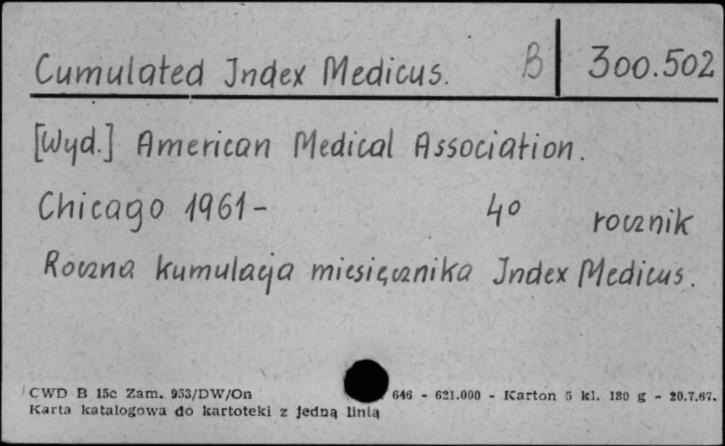 Cumulated Index Medicus. B 300.502
[Wyd.] American Medical Association.
Chicago 1961- 4° rocznik
Roczna kumulacja miesięcznika Index Medicus.
CWD B 15c Zam. 953/DW/On 646 - 621.000 - Karton 5 kl. 180 g - 20.7.67.
Karta katalogowa do kartoteki z jedną linią